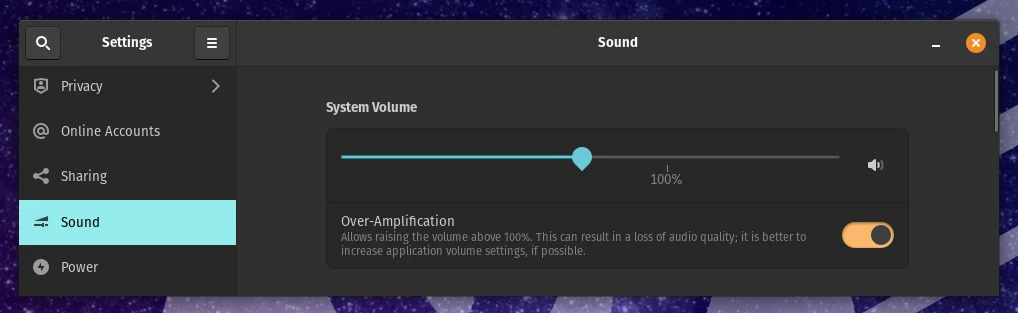 Settings
Sound
Privacy
Online Accounts
Sharing
Sound
Power
System Volume
100%
Over-Amplification
Allows raising the volume above 100%. This can result in a loss of audio quality; it is better to
increase application volume settings, if possible.